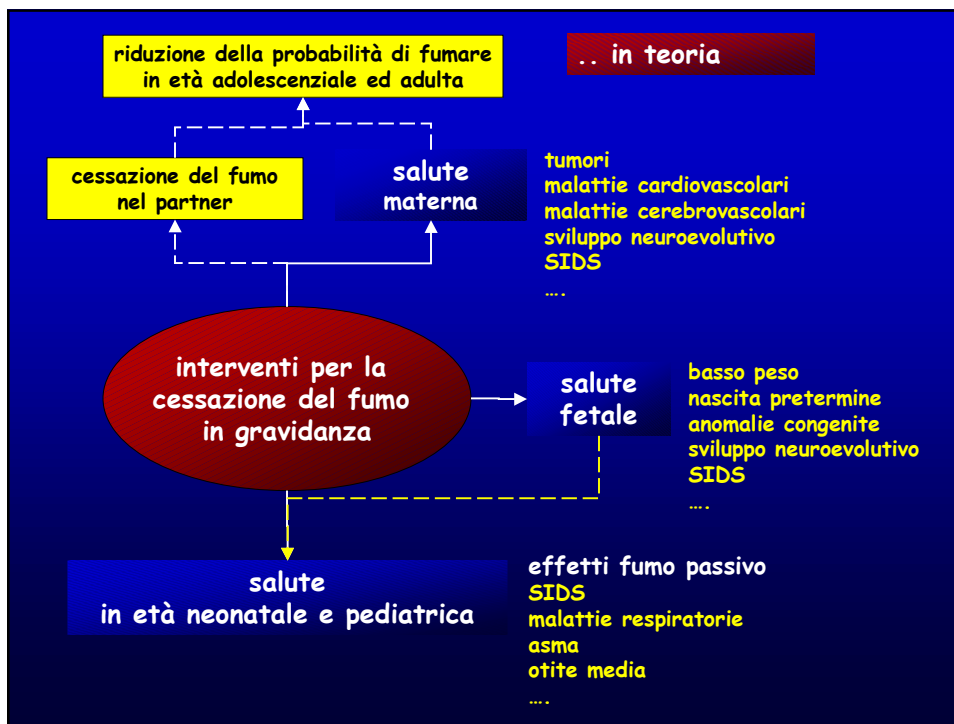 riduzione della probabilità di fumare
in età adolescenziale ed adulta
.. in teoria
cessazione del fumo
nel partner
salute
materna
tumori
malattie cardiovascolari
malattie cerebrovascolari
sviluppo neuroevolutivo
SIDS
….
interventi per la
cessazione del fumo
in gravidanza
salute
fetale
basso peso
nascita pretermine
anomalie congenite
sviluppo neuroevolutivo
SIDS
….
salute
in età neonatale e pediatrica
effetti fumo passivo
SIDS
malattie respiratorie
asma
otite media
….